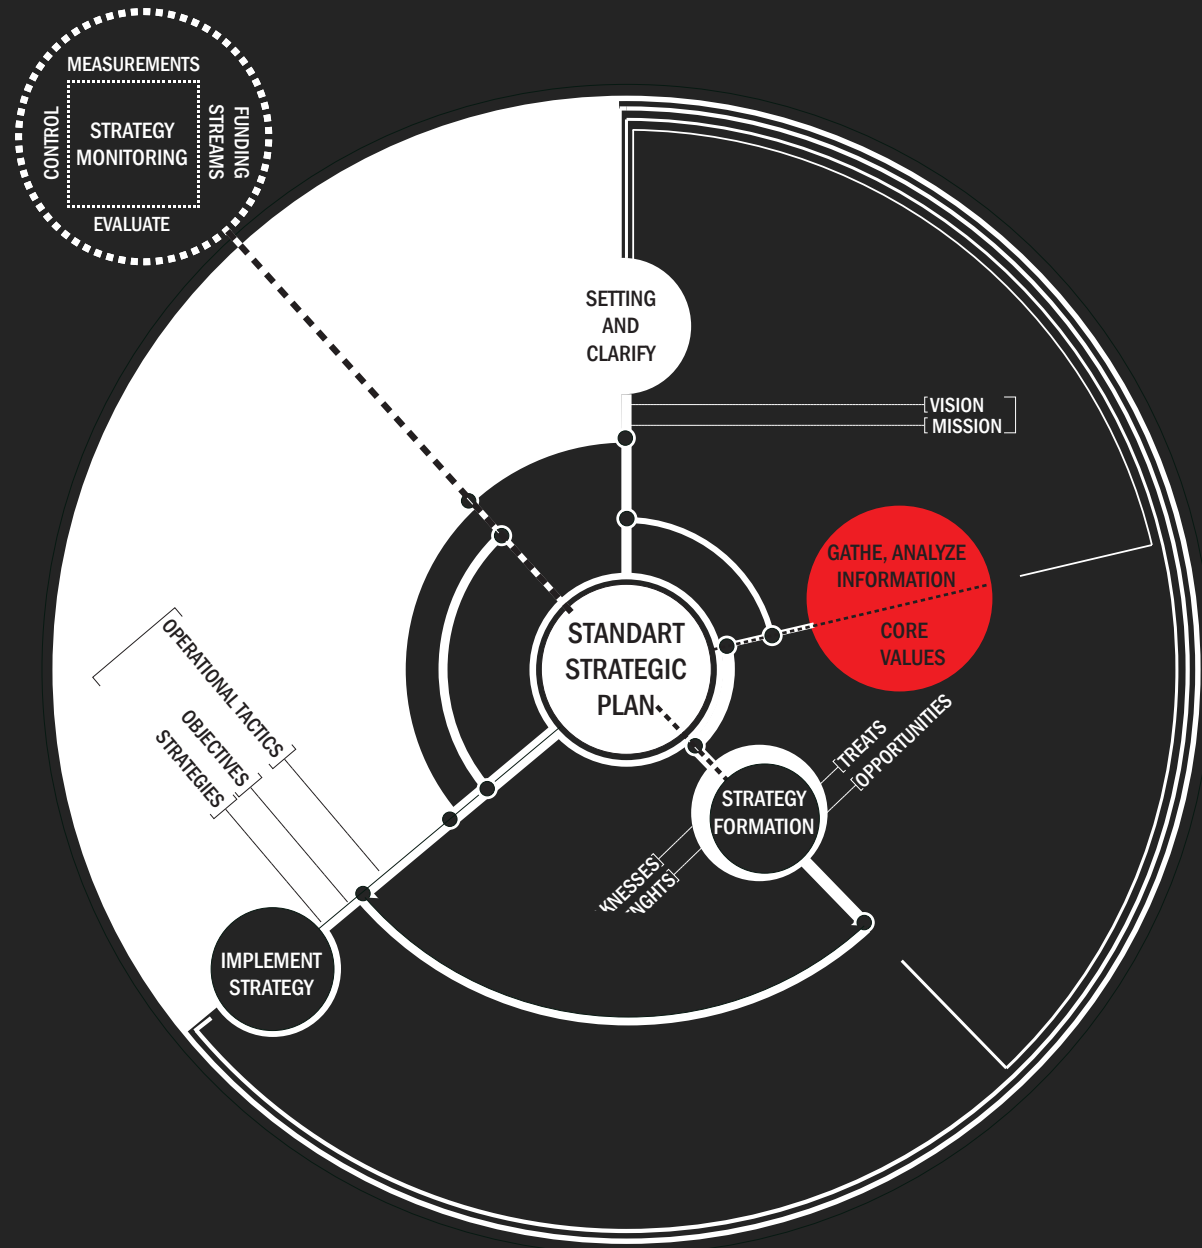 MEASUREMENTS
CONTROL
STRATEGY
MONITORING
FUNDING
STREAMS
EVALUATE
SETTING
AND
CLARIFY
VISION
MISSION
GATHE, ANALYZE
INFORMATION
CORE
VALUES
STANDART
STRATEGIC
PLAN
OPERATIONAL TACTICS
OBJECTIVES
STRATEGIES
TREATS
OPPORTUNITIES
STRATEGY
FORMATION
KNESSES
IMPLEMENT
STRATEGY